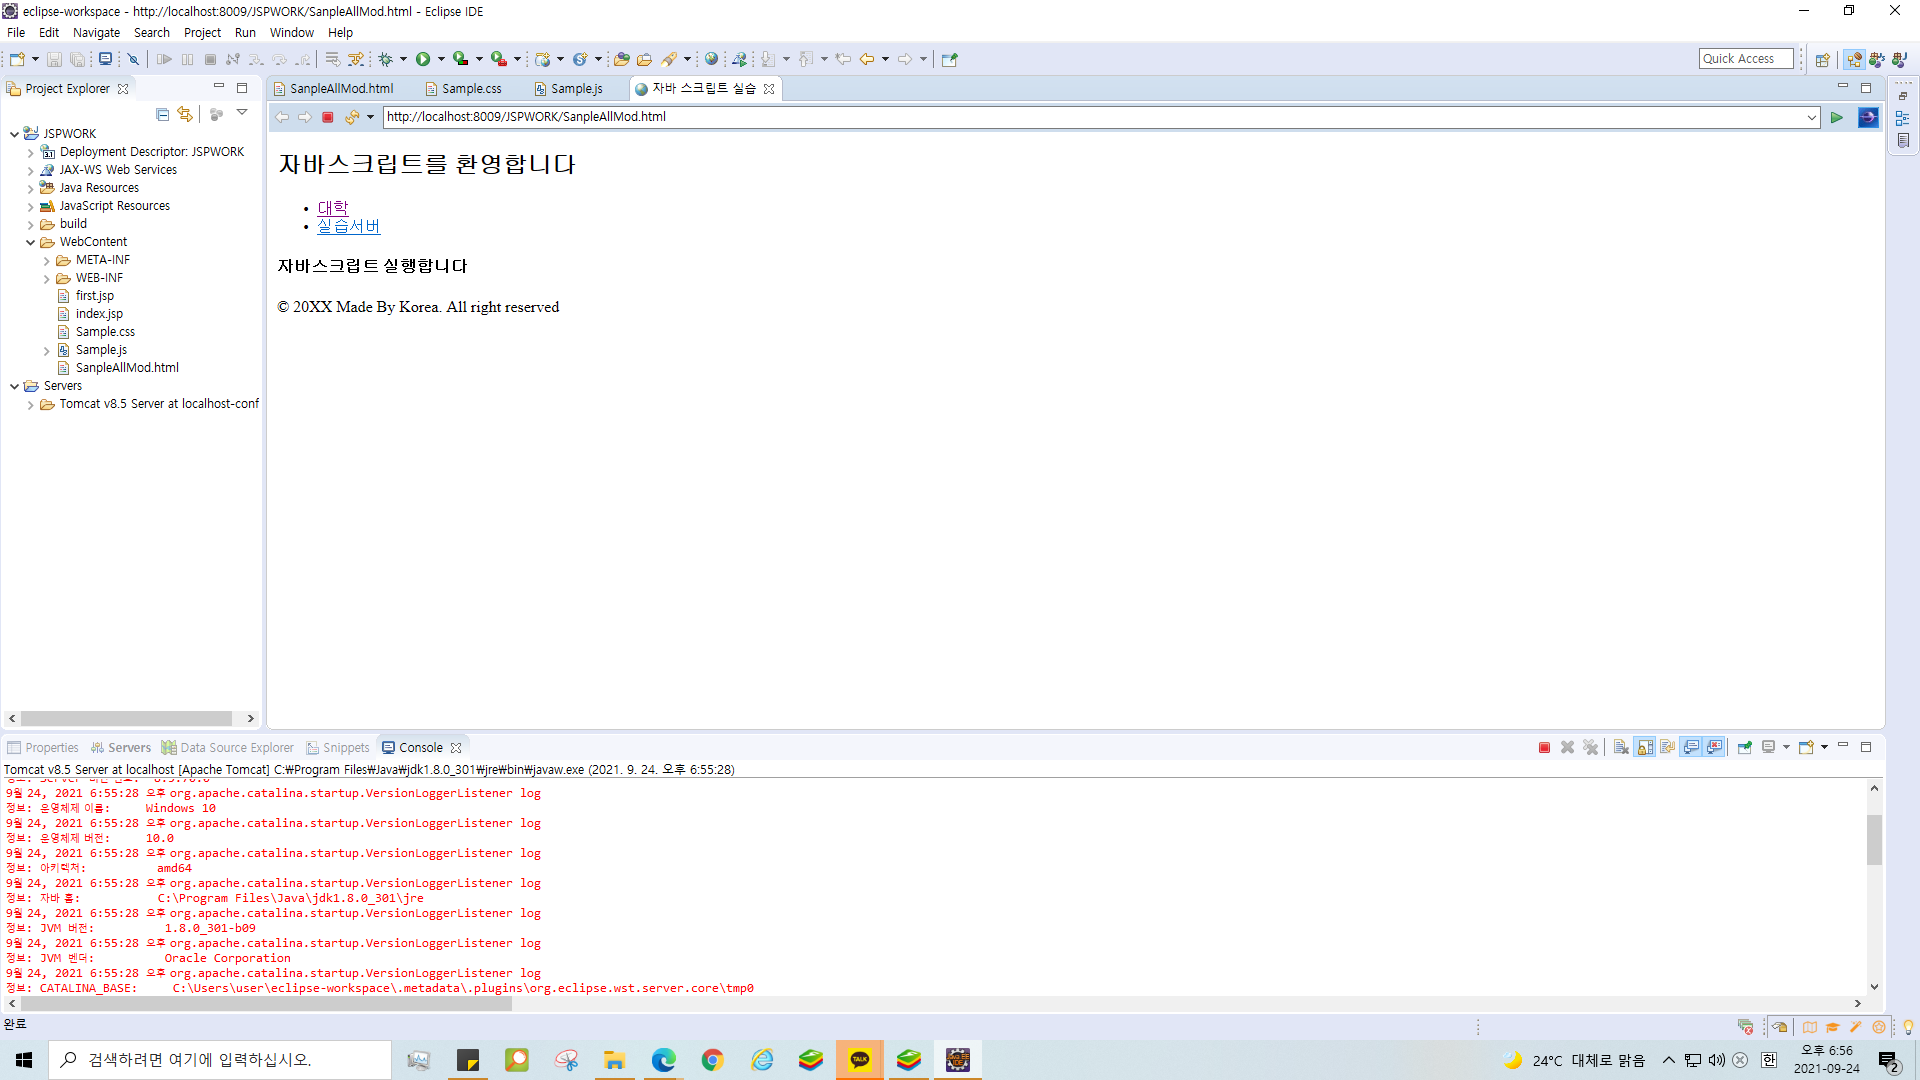 eclipse-workspace - http://localhost:8009/JSPWORK/SanpleAllMod.html - Eclipse IDE
File Edit Navigate Search Project Run Window Help
Quick Access
Project Explorer
SanpleAllMod.html Sample.css Sample.js 자바 스크립트 실습
http://localhost:8009/JSPWORK/SanpleAllMod.html
JSPWORK
Deployment Descriptor: JSPWORK
JAX-WS Web Services
Java Resources
JavaScript Resources
build
WebContent
META-INF
WEB-INF
first.jsp
index.jsp
Sample.css
Sample.js
SanpleAllMod.html
Servers
Tomcat v8.5 Server at localhost-conf
자바스크립트를 환영합니다
• 대학
• 실습서버
자바스크립트 실행합니다
© 20XX Made By Korea. All right reserved
Properties Servers Data Source Explorer Snippets Console
Tomcat v8.5 Server at localhost [Apache Tomcat] C:₩Program Files₩Java₩jdk1.8.0_301₩jre₩bin₩javaw.exe (2021. 9. 24. 오후 6:55:28)
9월 24, 2021 6:55:28 오후 org.apache.catalina.startup.VersionLoggerListener log
정보: 운영체제 이름: Windows 10
9월 24, 2021 6:55:28 오후 org.apache.catalina.startup.VersionLoggerListener log
정보: 운영체제 버전: 10.0
9월 24, 2021 6:55:28 오후 org.apache.catalina.startup.VersionLoggerListener log
정보: 아키텍처: amd64
9월 24, 2021 6:55:28 오후 org.apache.catalina.startup.VersionLoggerListener log
정보: 자바 홈: C:\Program Files\Java\jdk1.8.0_301\jre
9월 24, 2021 6:55:28 오후 org.apache.catalina.startup.VersionLoggerListener log
정보: JVM 버전: 1.8.0_301-b09
9월 24, 2021 6:55:28 오후 org.apache.catalina.startup.VersionLoggerListener log
정보: JVM 벤더: Oracle Corporation
9월 24, 2021 6:55:28 오후 org.apache.catalina.startup.VersionLoggerListener log
정보: CATALINA_BASE: C:\Users\user\eclipse-workspace\.metadata\.plugins\org.eclipse.wst.server.core\tmp0
완료
검색하려면 여기에 입력하십시오.
TALK
24°C 대체로 맑음
한
오후 6:56
2021-09-24
2